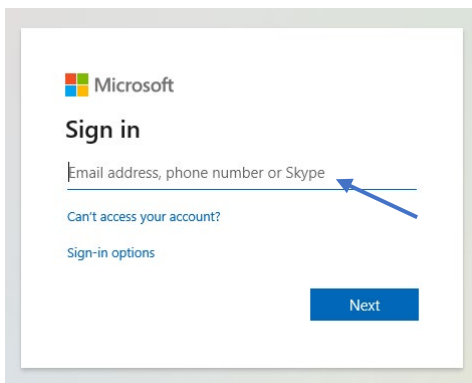 Microsoft
Sign in
Email address, phone number or Skype
Can't access your account?
Sign-in options
Next